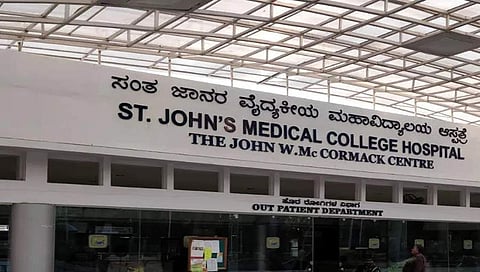 ಸಂತ ಜಾನರ ವೈದ್ಯಕೀಯ ಮಹಾವಿದ್ಯಾಲಯ ಆಸ್ಪತ್ರೆ
ST. JOHN'S MEDICAL COLLEGE HOSPITAL
THE JOHN W. Mc CORMACK CENTRE
ಹೊರ ರೋಗಿಗಳ ವಿಭಾಗ
OUT PATIENT DEPARTMENT